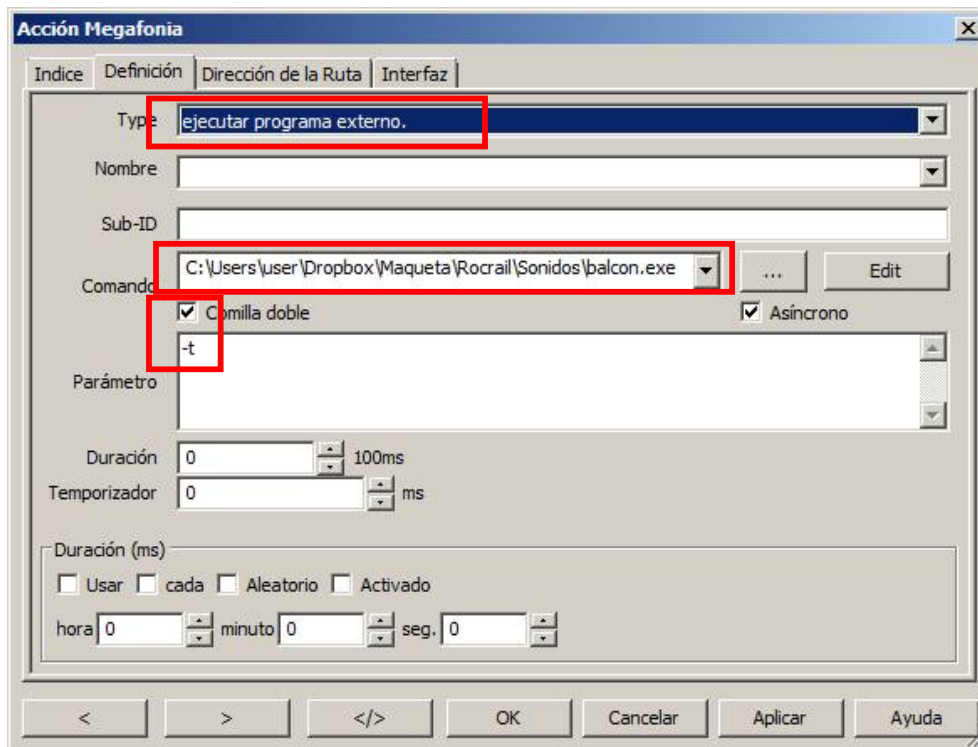 Acción Megafonia
Indice Definición Dirección de la Ruta Interfaz
Type ejecutar programa externo.
Nombre
Sub-ID
Comando C:\Users\user\Dropbox\Maqueta\Rocrail\Sonidos\balcon.exe ... Edit
Comilla doble Asíncrono
Parámetro -t
Duración 0 100ms
Temporizador 0 ms
Duración (ms)
Usar cada Aleatorio Activado
hora 0 minuto 0 seg. 0
< > </> OK Cancelar Aplicar Ayuda